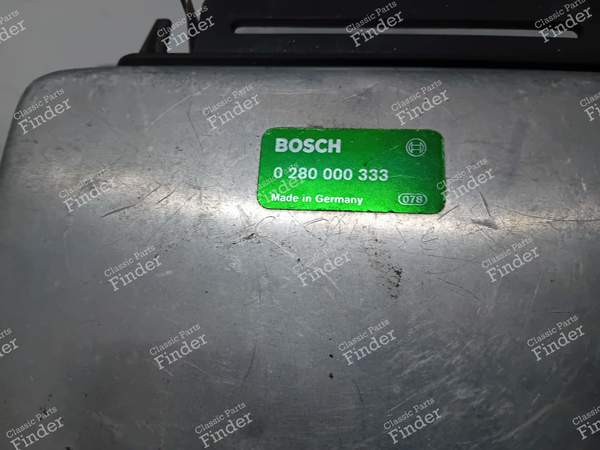 BOSCH
0 280 000 333
Made in Germany 078
Classic Parts
Finder